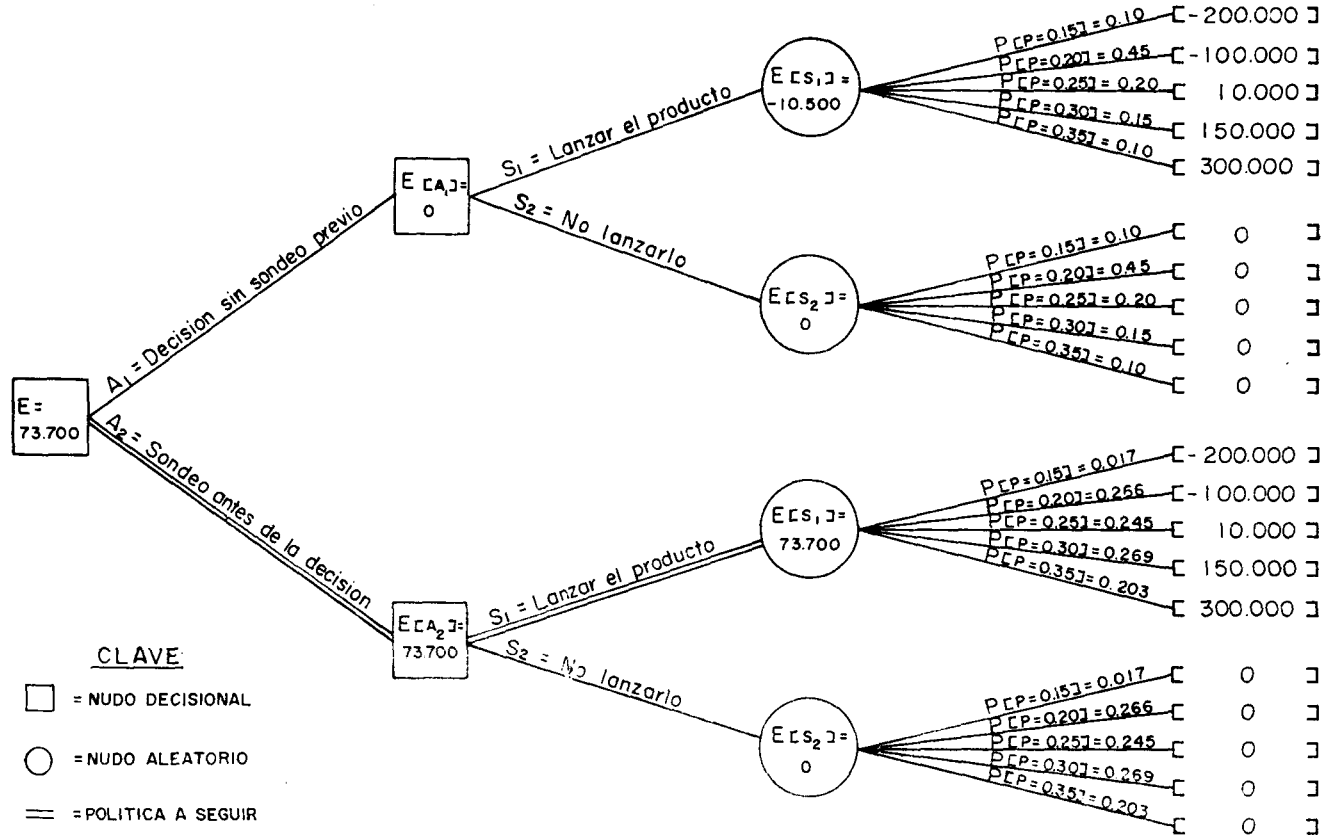 P [P=0.15] = 0.10 [-200.000]
P [P=0.20] = 0.45 [-100.000]
P [P=0.25] = 0.20 [ 10.000 ]
P [P=0.30] = 0.15 [ 150.000 ]
P [P=0.35] = 0.10 [ 300.000 ]
E [S₁] =
-10.500
S₁ = Lanzar el producto
E [A₁] =
0
S₂ = No lanzarlo
P [P=0.15] = 0.10 [ 0 ]
P [P=0.20] = 0.45 [ 0 ]
P [P=0.25] = 0.20 [ 0 ]
P [P=0.30] = 0.15 [ 0 ]
P [P=0.35] = 0.10 [ 0 ]
E [S₂] =
0
A₁ = Decision sin sondeo previo
E =
73.700
A₂ = Sondeo antes de la decision
P [P=0.15] = 0.017 [-200.000]
P [P=0.20] = 0.266 [-100.000]
P [P=0.25] = 0.245 [ 10.000 ]
P [P=0.30] = 0.269 [ 150.000 ]
P [P=0.35] = 0.203 [ 300.000 ]
E [S₁] =
73.700
S₁ = Lanzar el producto
E [A₂] =
73.700
S₂ = No lanzarlo
P [P=0.15] = 0.017 [ 0 ]
P [P=0.20] = 0.266 [ 0 ]
P [P=0.25] = 0.245 [ 0 ]
P [P=0.30] = 0.269 [ 0 ]
P [P=0.35] = 0.203 [ 0 ]
E [S₂] =
0
CLAVE
= NUDO DECISIONAL
= NUDO ALEATORIO
= POLITICA A SEGUIR